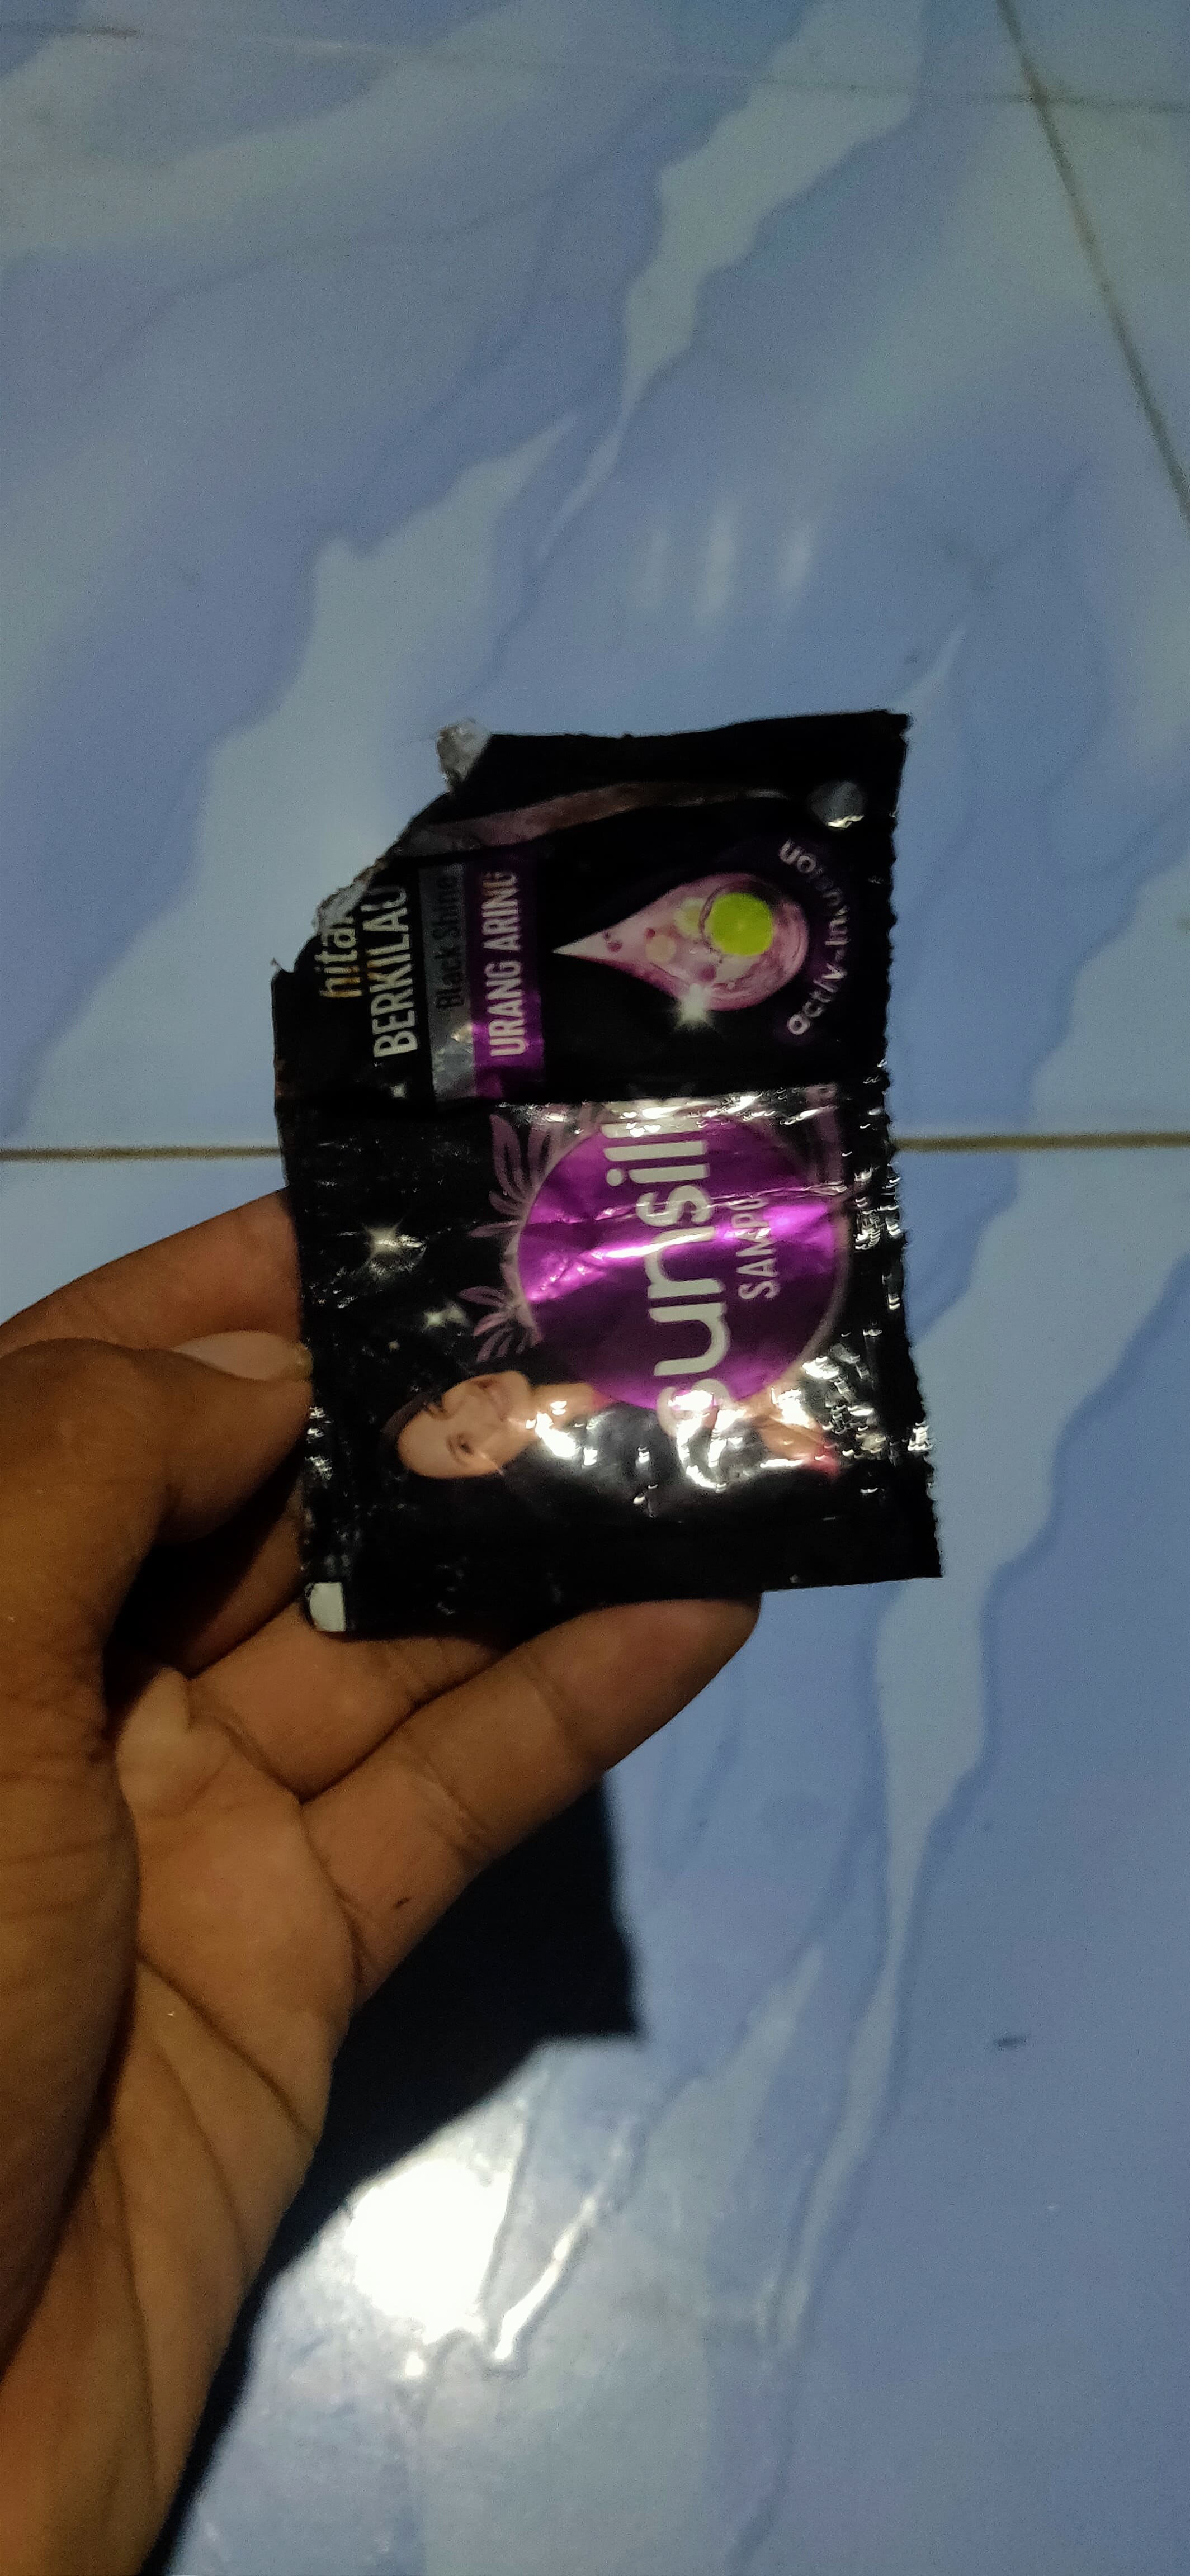 sunsilk
SAMPO
hitam
BERKILAU
Black Shine
URANG ARING
activ-infusion